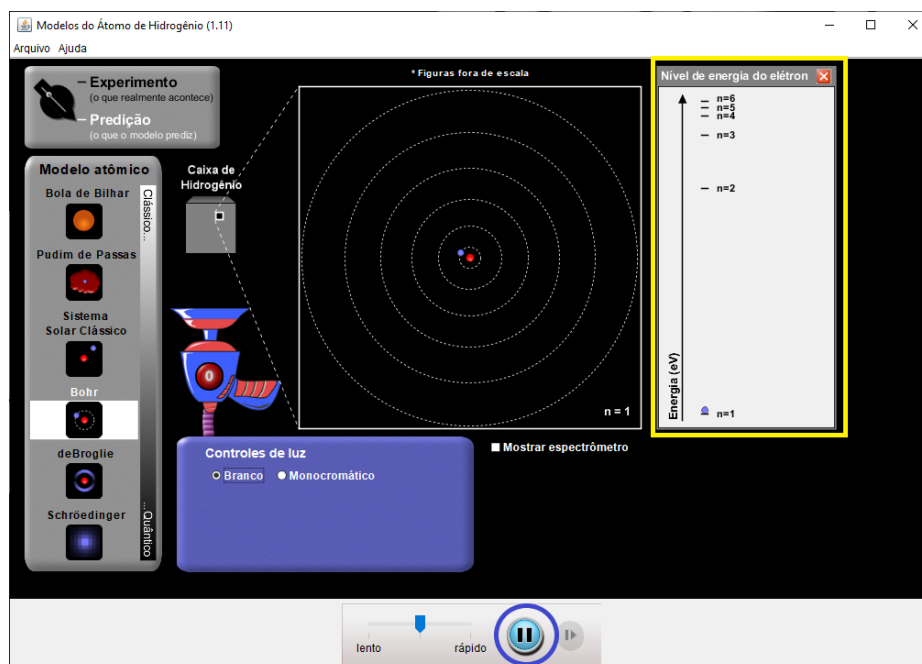 Modelos do Átomo de Hidrogênio (1.11)
Arquivo Ajuda
Experimento
(o que realmente acontece)
Predição
(o que o modelo prediz)
Modelo atômico
Bola de Bilhar
Pudim de Passas
Sistema
Solar Clássico
Bohr
deBroglie
Schröedinger
Clássico...
...Quântico
Caixa de
Hidrogênio
* Figuras fora de escala
n = 1
Nível de energia do elétron
n=6
n=5
n=4
n=3
n=2
n=1
Energia (eV)
Mostrar espectrômetro
Controles de luz
Branco Monocromático
lento rápido